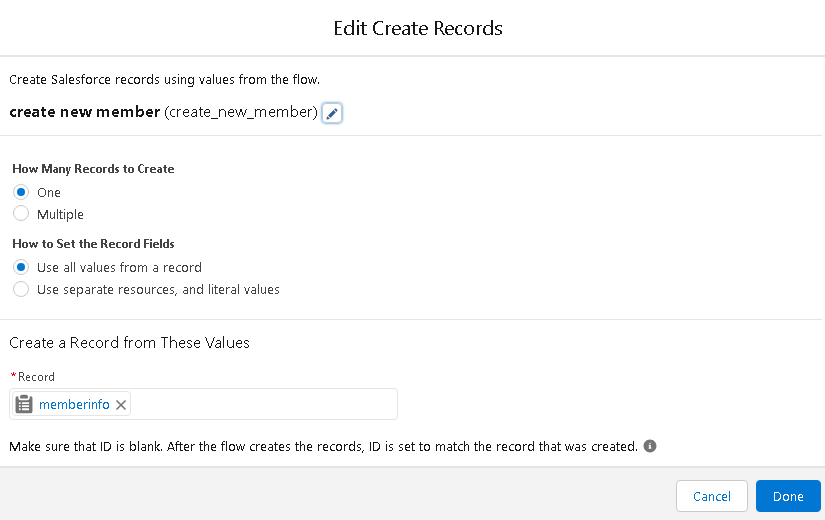 Edit Create Records
Create Salesforce records using values from the flow.
create new member (create_new_member)
How Many Records to Create
One
Multiple
How to Set the Record Fields
Use all values from a record
Use separate resources, and literal values
Create a Record from These Values
*Record
memberinfo
Make sure that ID is blank. After the flow creates the records, ID is set to match the record that was created.
Cancel
Done